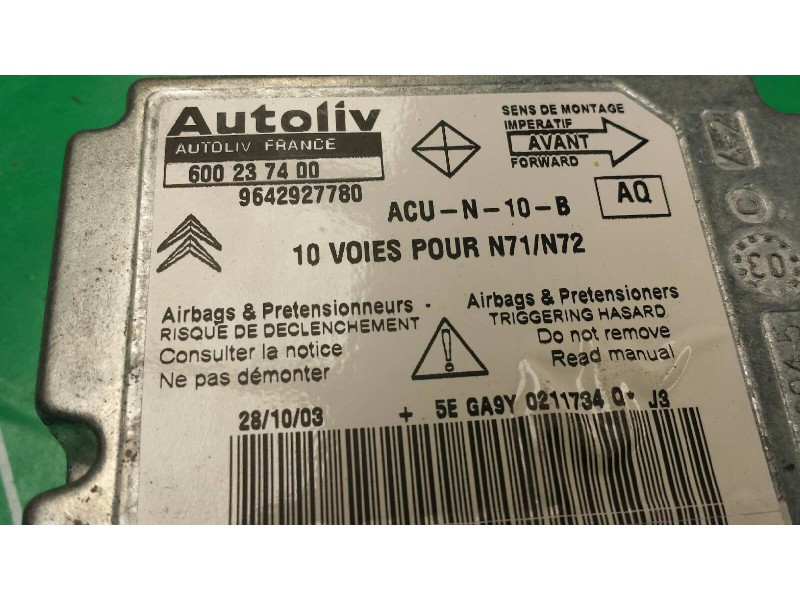 Autoliv
AUTOLIV FRANCE
600 23 74 00
9642927780
SENS DE MONTAGE
IMPERATIF
AVANT
FORWARD
ACU-N-10-B
AQ
10 VOIES POUR N71/N72
Airbags & Pretensionneurs
RISQUE DE DECLENCHEMENT
Consulter la notice
Ne pas démonter
!
Airbags & Pretensioners
TRIGGERING HASARD
Do not remove
Read manual
28/10/03
+ 5E GA9Y 0211734 Q* J3
03